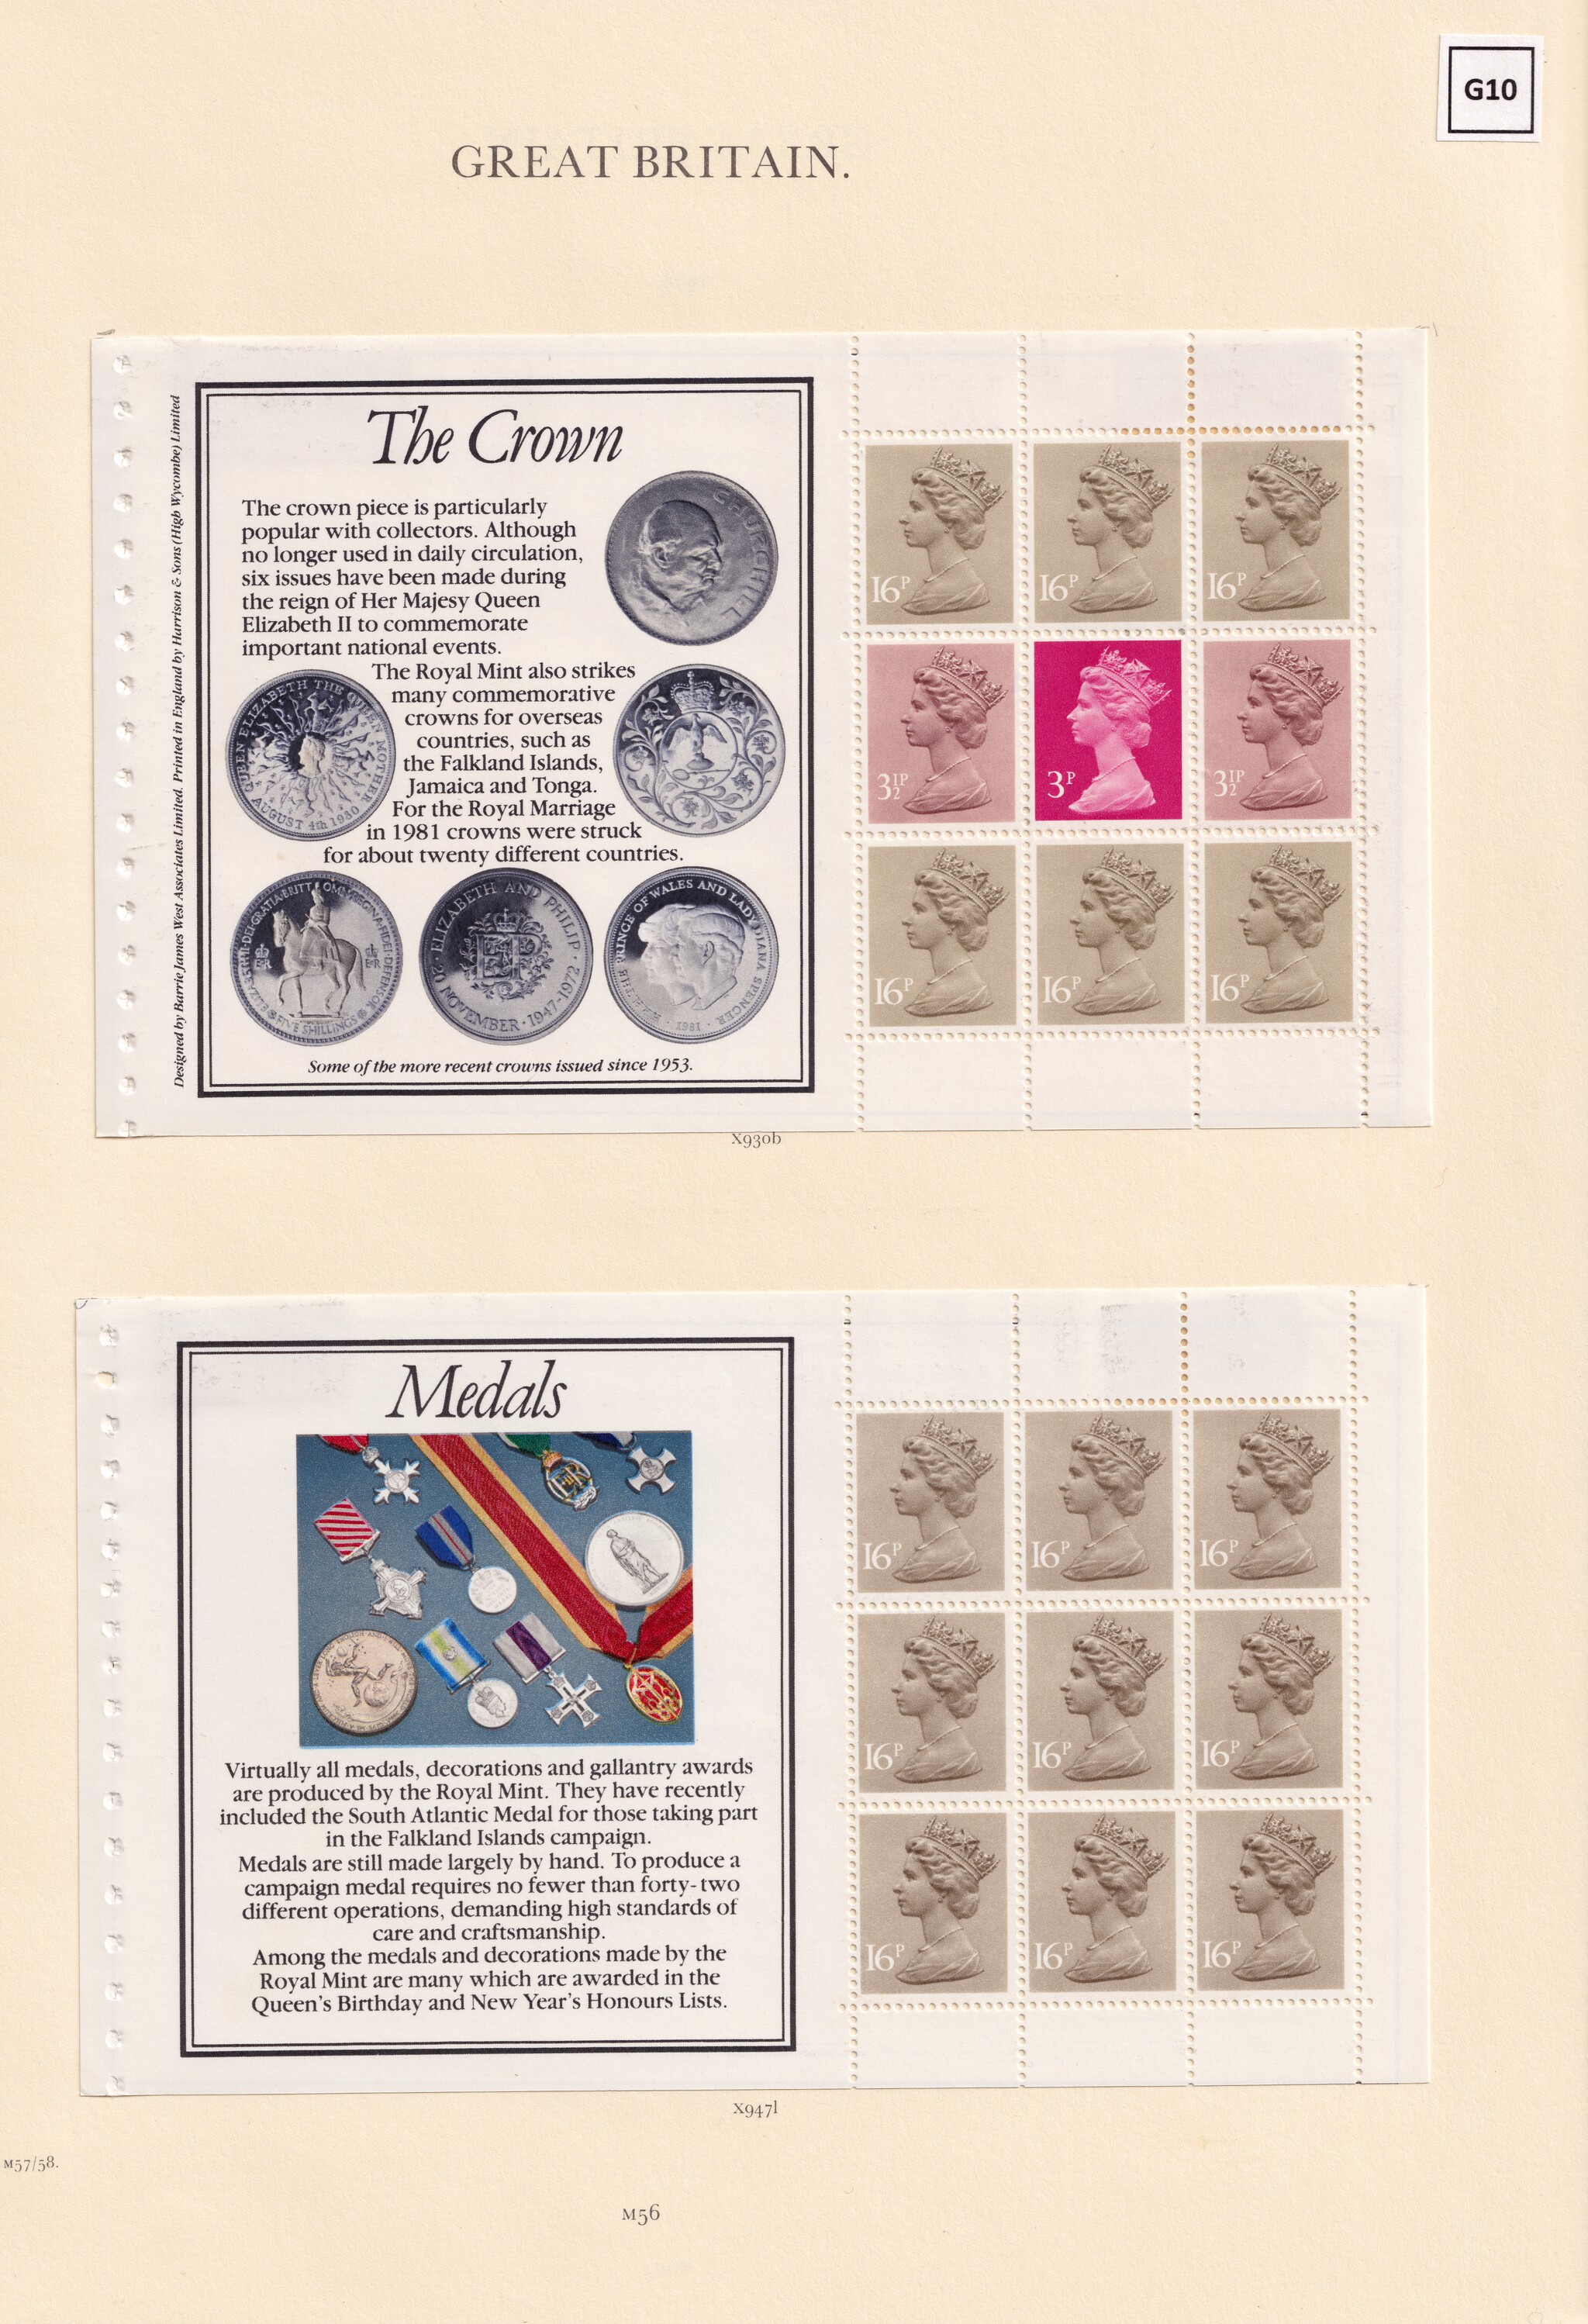 G10
GREAT BRITAIN.
Designed by Barrie James West Associates Limited. Printed in England by Harrison & Sons (High Wycombe) Limited
The Crown
The crown piece is particularly
popular with collectors. Although
no longer used in daily circulation,
six issues have been made during
the reign of Her Majesy Queen
Elizabeth II to commemorate
important national events.
CHURCHILL
The Royal Mint also strikes
many commemorative
crowns for overseas
countries, such as
the Falkland Islands,
Jamaica and Tonga.
For the Royal Marriage
in 1981 crowns were struck
for about twenty different countries.
QUEEN ELIZABETH THE QUEEN MOTHER
AUGUST 4th 1980
FIVE SHILLINGS
ELIZABETH AND PHILIP
20 NOVEMBER · 1947-1972
PRINCE OF WALES AND LADY DIANA SPENCER
1981
Some of the more recent crowns issued since 1953.
16P 16P 16P
3½P 3P 3½P
16P 16P 16P
X930b
Medals
Virtually all medals, decorations and gallantry awards
are produced by the Royal Mint. They have recently
included the South Atlantic Medal for those taking part
in the Falkland Islands campaign.
Medals are still made largely by hand. To produce a
campaign medal requires no fewer than forty-two
different operations, demanding high standards of
care and craftsmanship.
Among the medals and decorations made by the
Royal Mint are many which are awarded in the
Queen's Birthday and New Year's Honours Lists.
16P 16P 16P
16P 16P 16P
16P 16P 16P
X947l
M57/58.
M56